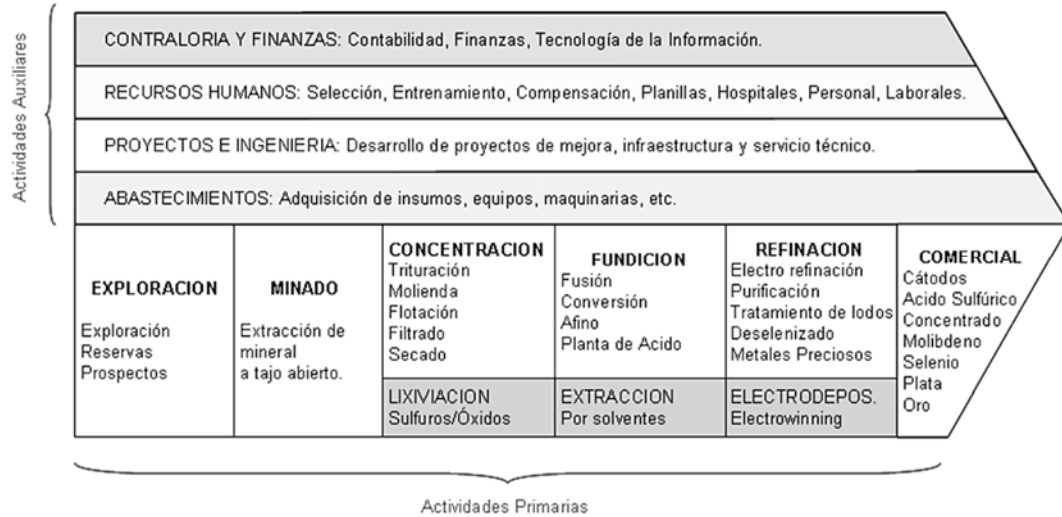 Actividades Auxiliares
CONTRALORIA Y FINANZAS: Contabilidad, Finanzas, Tecnología de la Información.
RECURSOS HUMANOS: Selección, Entrenamiento, Compensación, Planillas, Hospitales, Personal, Laborales.
PROYECTOS E INGENIERIA: Desarrollo de proyectos de mejora, infraestructura y servicio técnico.
ABASTECIMIENTOS: Adquisición de insumos, equipos, maquinarias, etc.
EXPLORACION
Exploración
Reservas
Prospectos
MINADO
Extracción de
mineral
a tajo abierto.
CONCENTRACION
Trituración
Molienda
Flotación
Filtrado
Secado
LIXIVIACION
Sulfuros/Óxidos
FUNDICION
Fusión
Conversión
Afino
Planta de Acido
EXTRACCION
Por solventes
REFINACION
Electro refinación
Purificación
Tratamiento de lodos
Deselenizado
Metales Preciosos
ELECTRODEPOS.
Electrowinning
COMERCIAL
Cátodos
Acido Sulfúrico
Concentrado
Molibdeno
Selenio
Plata
Oro
Actividades Primarias